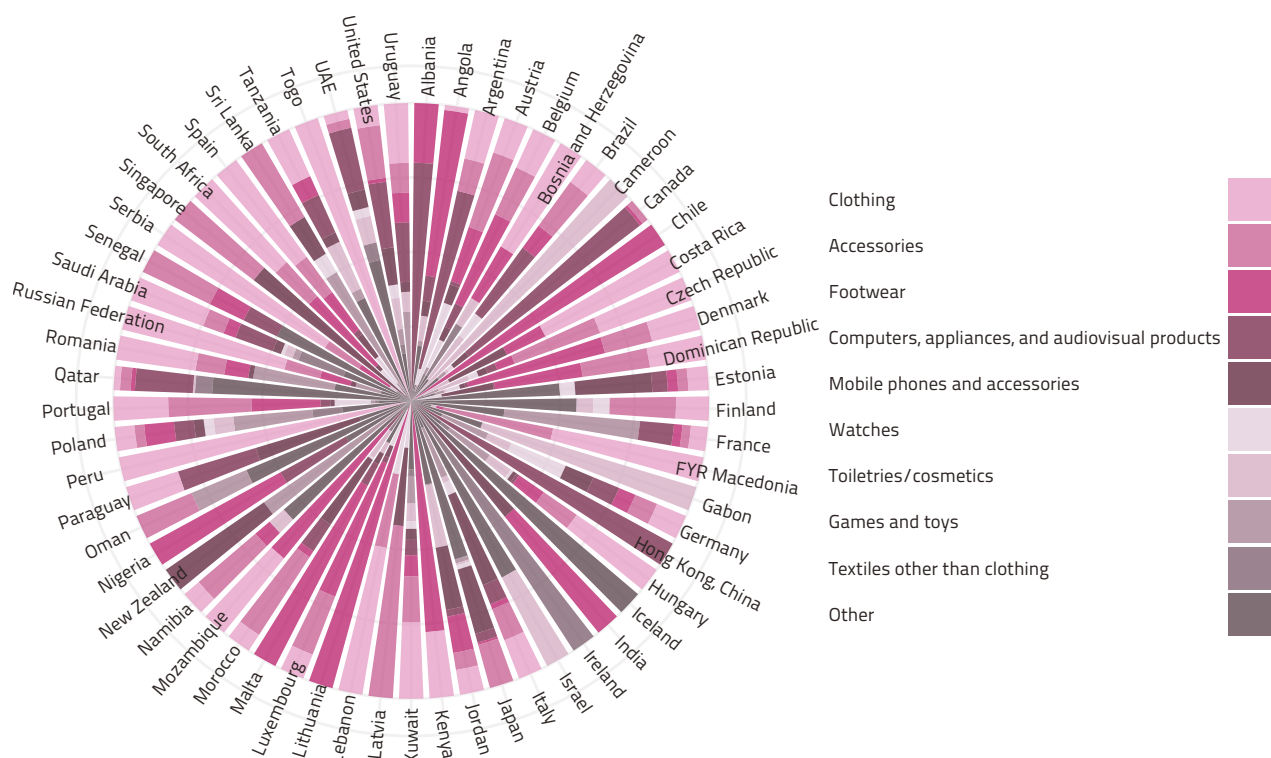 Albania
Angola
Argentina
Austria
Belgium
Bosnia and Herzegovina
Brazil
Cameroon
Canada
Chile
Costa Rica
Czech Republic
Denmark
Dominican Republic
Estonia
Finland
France
FYR Macedonia
Gabon
Germany
Hong Kong, China
Hungary
Iceland
India
Ireland
Israel
Italy
Japan
Jordan
Kenya
Kuwait
Latvia
ebanon
Lithuania
Luxembourg
Malta
Morocco
Mozambique
Namibia
New Zealand
Nigeria
Oman
Paraguay
Peru
Poland
Portugal
Qatar
Romania
Russian Federation
Saudi Arabia
Senegal
Serbia
Singapore
South Africa
Spain
Sri Lanka
Tanzania
Togo
UAE
United States
Uruguay
Clothing
Accessories
Footwear
Computers, appliances, and audiovisual products
Mobile phones and accessories
Watches
Toiletries/cosmetics
Games and toys
Textiles other than clothing
Other